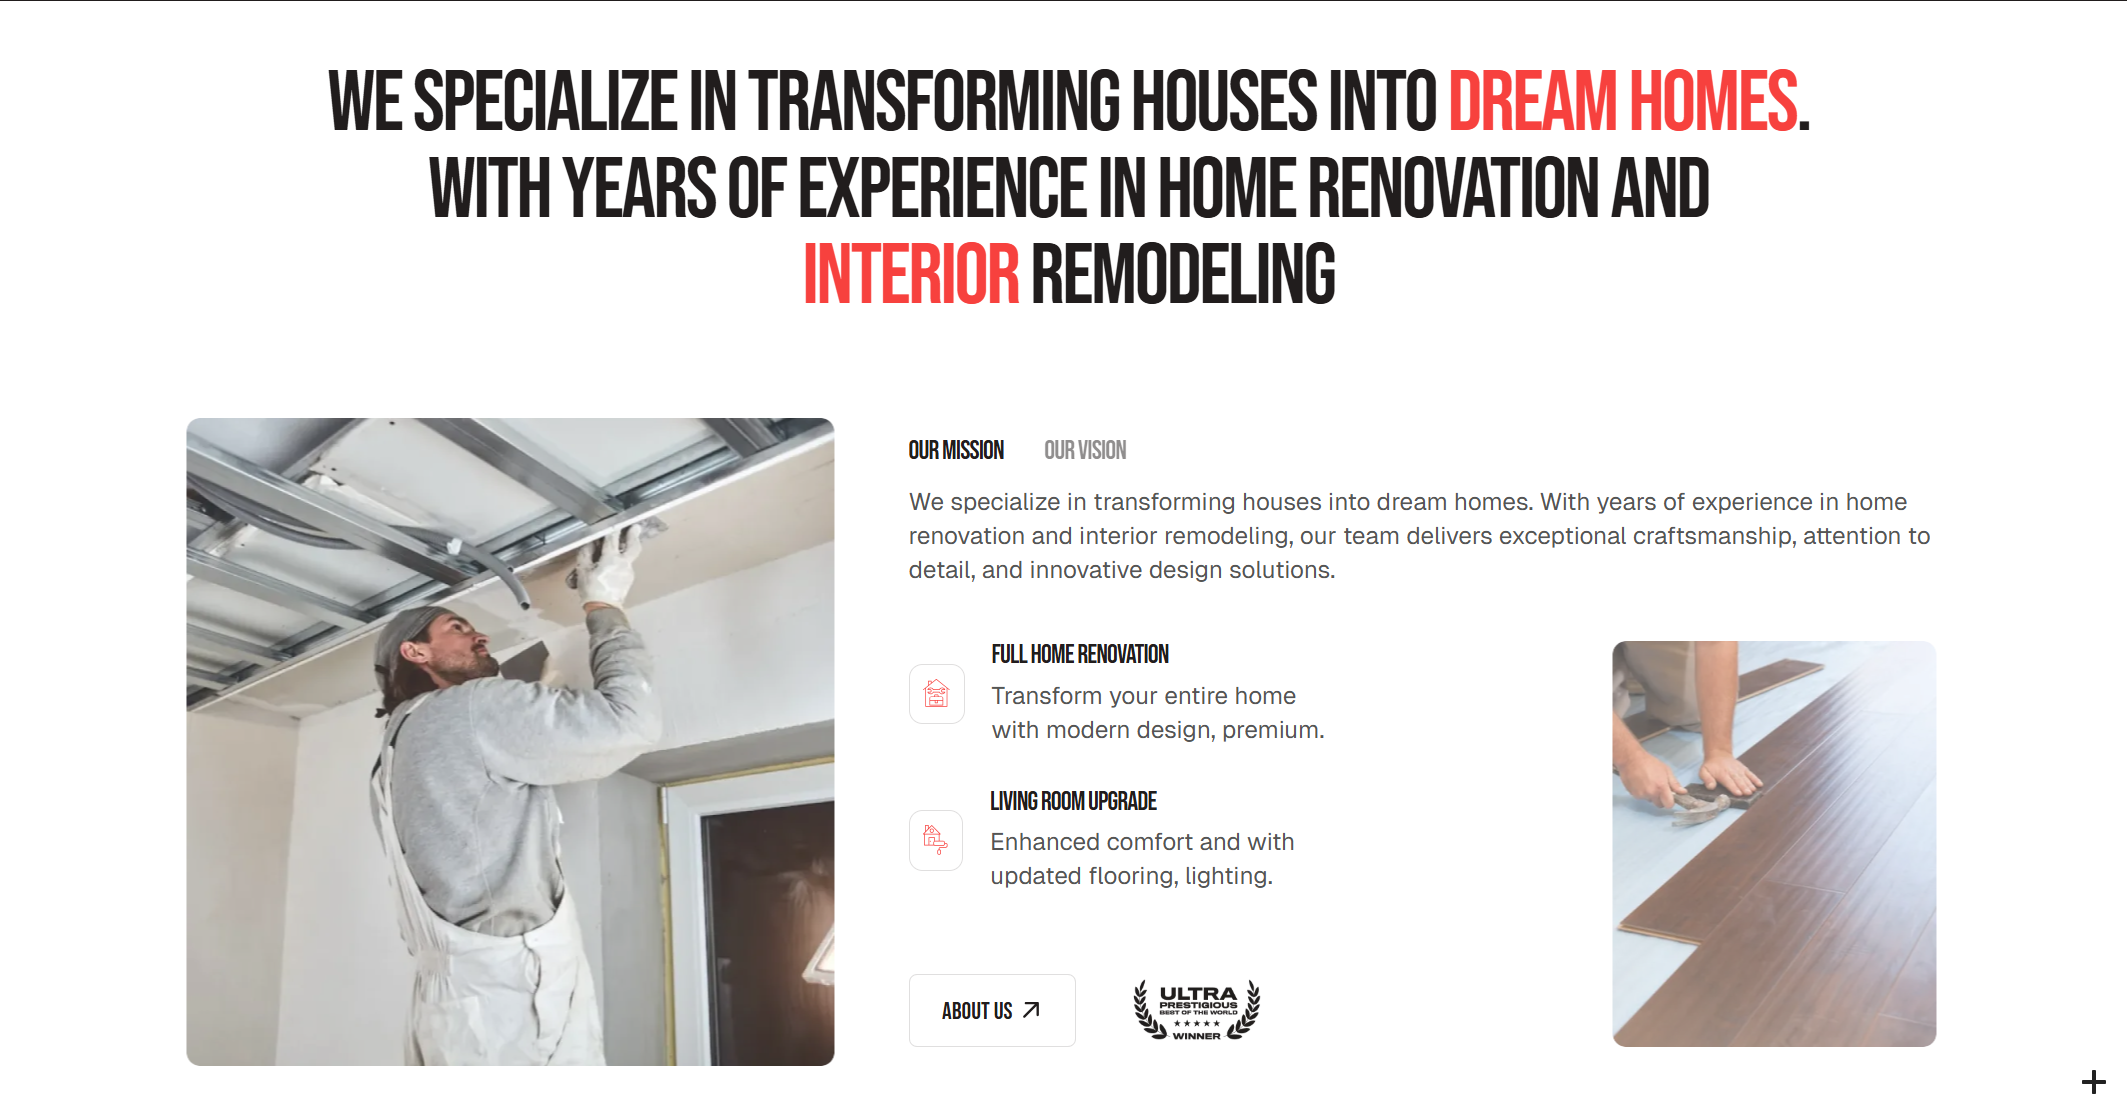 WE SPECIALIZE IN TRANSFORMING HOUSES INTO DREAM HOMES.
WITH YEARS OF EXPERIENCE IN HOME RENOVATION AND
INTERIOR REMODELING
OUR MISSION
OUR VISION
We specialize in transforming houses into dream homes. With years of experience in home
renovation and interior remodeling, our team delivers exceptional craftsmanship, attention to
detail, and innovative design solutions.
FULL HOME RENOVATION
Transform your entire home
with modern design, premium.
LIVING ROOM UPGRADE
Enhanced comfort and with
updated flooring, lighting.
ABOUT US
ULTRA
PRESTIGIOUS
BEST OF THE WORLD
WINNER